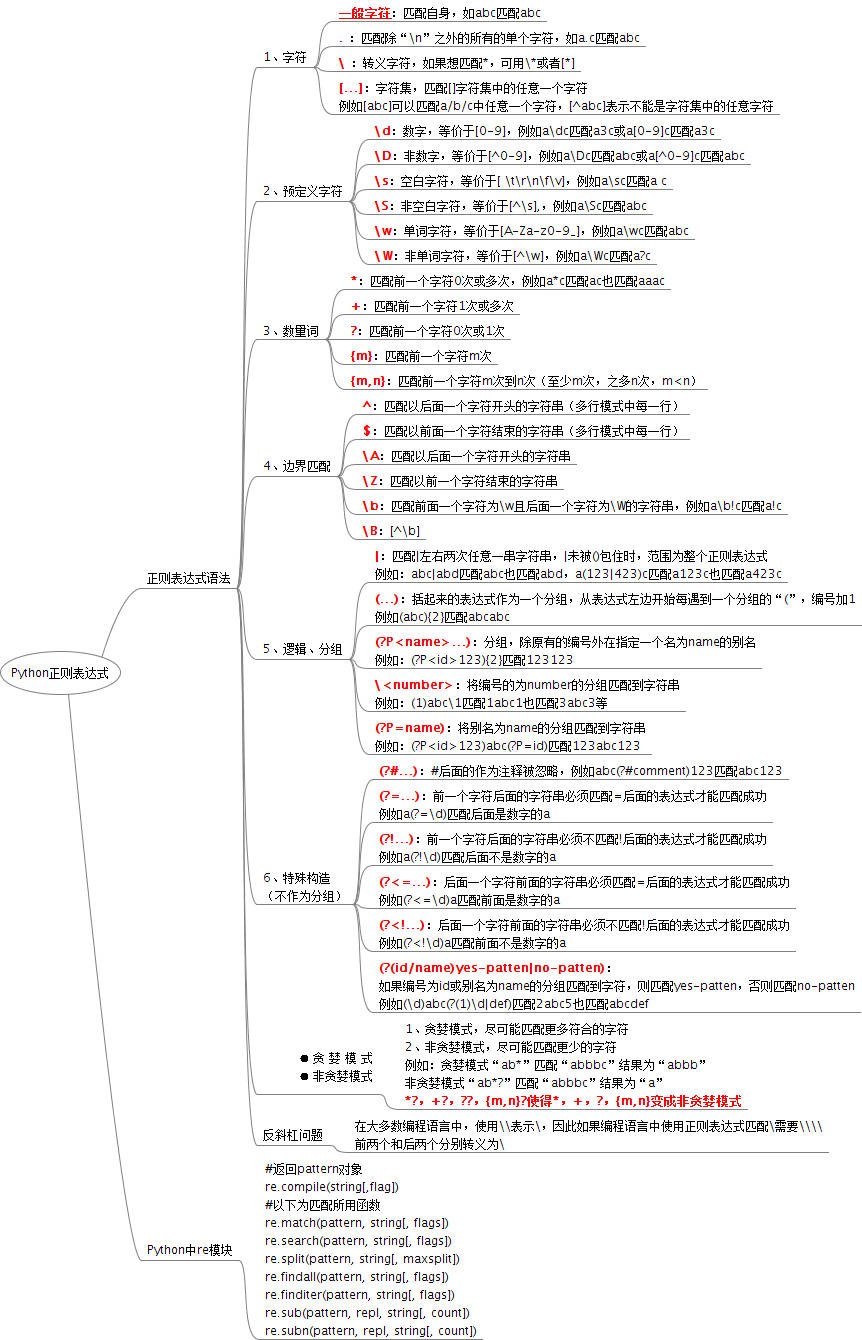 Python正则表达式
正则表达式语法
1、字符
一般字符：匹配自身，如abc匹配abc
. ：匹配除“\n”之外的所有的单个字符，如a.c匹配abc
\ ：转义字符，如果想匹配*，可用\*或者[*]
[...]：字符集，匹配[]字符集中的任意一个字符
例如[abc]可以匹配a/b/c中任意一个字符，[^abc]表示不能是字符集中的任意字符
2、预定义字符
\d：数字，等价于[0-9]，例如a\dc匹配a3c或a[0-9]c匹配a3c
\D：非数字，等价于[^0-9]，例如a\Dc匹配abc或a[^0-9]c匹配abc
\s：空白字符，等价于[ \t\r\n\f\v]，例如a\sc匹配a c
\S：非空白字符，等价于[^\s],，例如a\Sc匹配abc
\w：单词字符，等价于[A-Za-z0-9_]，例如a\wc匹配abc
\W：非单词字符，等价于[^\w]，例如a\Wc匹配a?c
3、数量词
*：匹配前一个字符0次或多次，例如a*c匹配ac也匹配aaac
+：匹配前一个字符1次或多次
?：匹配前一个字符0次或1次
{m}：匹配前一个字符m次
{m,n}：匹配前一个字符m次到n次（至少m次，之多n次，m<n）
4、边界匹配
^：匹配以后面一个字符开头的字符串（多行模式中每一行）
$：匹配以前面一个字符结束的字符串（多行模式中每一行）
\A：匹配以后面一个字符开头的字符串
\Z：匹配以前一个字符结束的字符串
\b：匹配前面一个字符为\w且后面一个字符为\W的字符串，例如a\b!c匹配a!c
\B：[^\b]
5、逻辑、分组
|：匹配|左右两次任意一串字符串，|未被()包住时，范围为整个正则表达式
例如：abc|abd匹配abc也匹配abd，a(123|423)c匹配a123c也匹配a423c
(...)：括起来的表达式作为一个分组，从表达式左边开始每遇到一个分组的“(”，编号加1
例如(abc){2}匹配abcabc
(?P<name>...)：分组，除原有的编号外在指定一个名为name的别名
例如：(?P<id>123){2}匹配123123
\<number>：将编号的为number的分组匹配到字符串
例如：(1)abc\1匹配1abc1也匹配3abc3等
(?P=name)：将别名为name的分组匹配到字符串
例如：(?P<id>123)abc(?P=id)匹配123abc123
6、特殊构造
（不作为分组）
(?#...)：#后面的作为注释被忽略，例如abc(?#comment)123匹配abc123
(?=...)：前一个字符后面的字符串必须匹配=后面的表达式才能匹配成功
例如a(?=\d)匹配后面是数字的a
(?!...)：前一个字符后面的字符串必须不匹配!后面的表达式才能匹配成功
例如a(?!\d)匹配后面不是数字的a
(?<=...)：后面一个字符前面的字符串必须匹配=后面的表达式才能匹配成功
例如(?<=\d)a匹配前面是数字的a
(?<!...)：后面一个字符前面的字符串必须不匹配!后面的表达式才能匹配成功
例如(?<!\d)a匹配前面不是数字的a
(?(id/name)yes-patten|no-patten)：
如果编号为id或别名为name的分组匹配到字符，则匹配yes-patten，否则匹配no-patten
例如(\d)abc(?(1)\d|def)匹配2abc5也匹配abcdef
● 贪 婪 模 式
● 非贪婪模式
1、贪婪模式，尽可能匹配更多符合的字符
2、非贪婪模式，尽可能匹配更少的字符
例如：贪婪模式“ab*”匹配“abbbc”结果为“abbb”
非贪婪模式“ab*?”匹配“abbbc”结果为“a”
*?，+?，??，{m,n}?使得*，+，?，{m,n}变成非贪婪模式
反斜杠问题
在大多数编程语言中，使用\\表示\，因此如果编程语言中使用正则表达式匹配\需要\\\\
前两个和后两个分别转义为\
Python中re模块
#返回pattern对象
re.compile(string[,flag])
#以下为匹配所用函数
re.match(pattern, string[, flags])
re.search(pattern, string[, flags])
re.split(pattern, string[, maxsplit])
re.findall(pattern, string[, flags])
re.finditer(pattern, string[, flags])
re.sub(pattern, repl, string[, count])
re.subn(pattern, repl, string[, count])